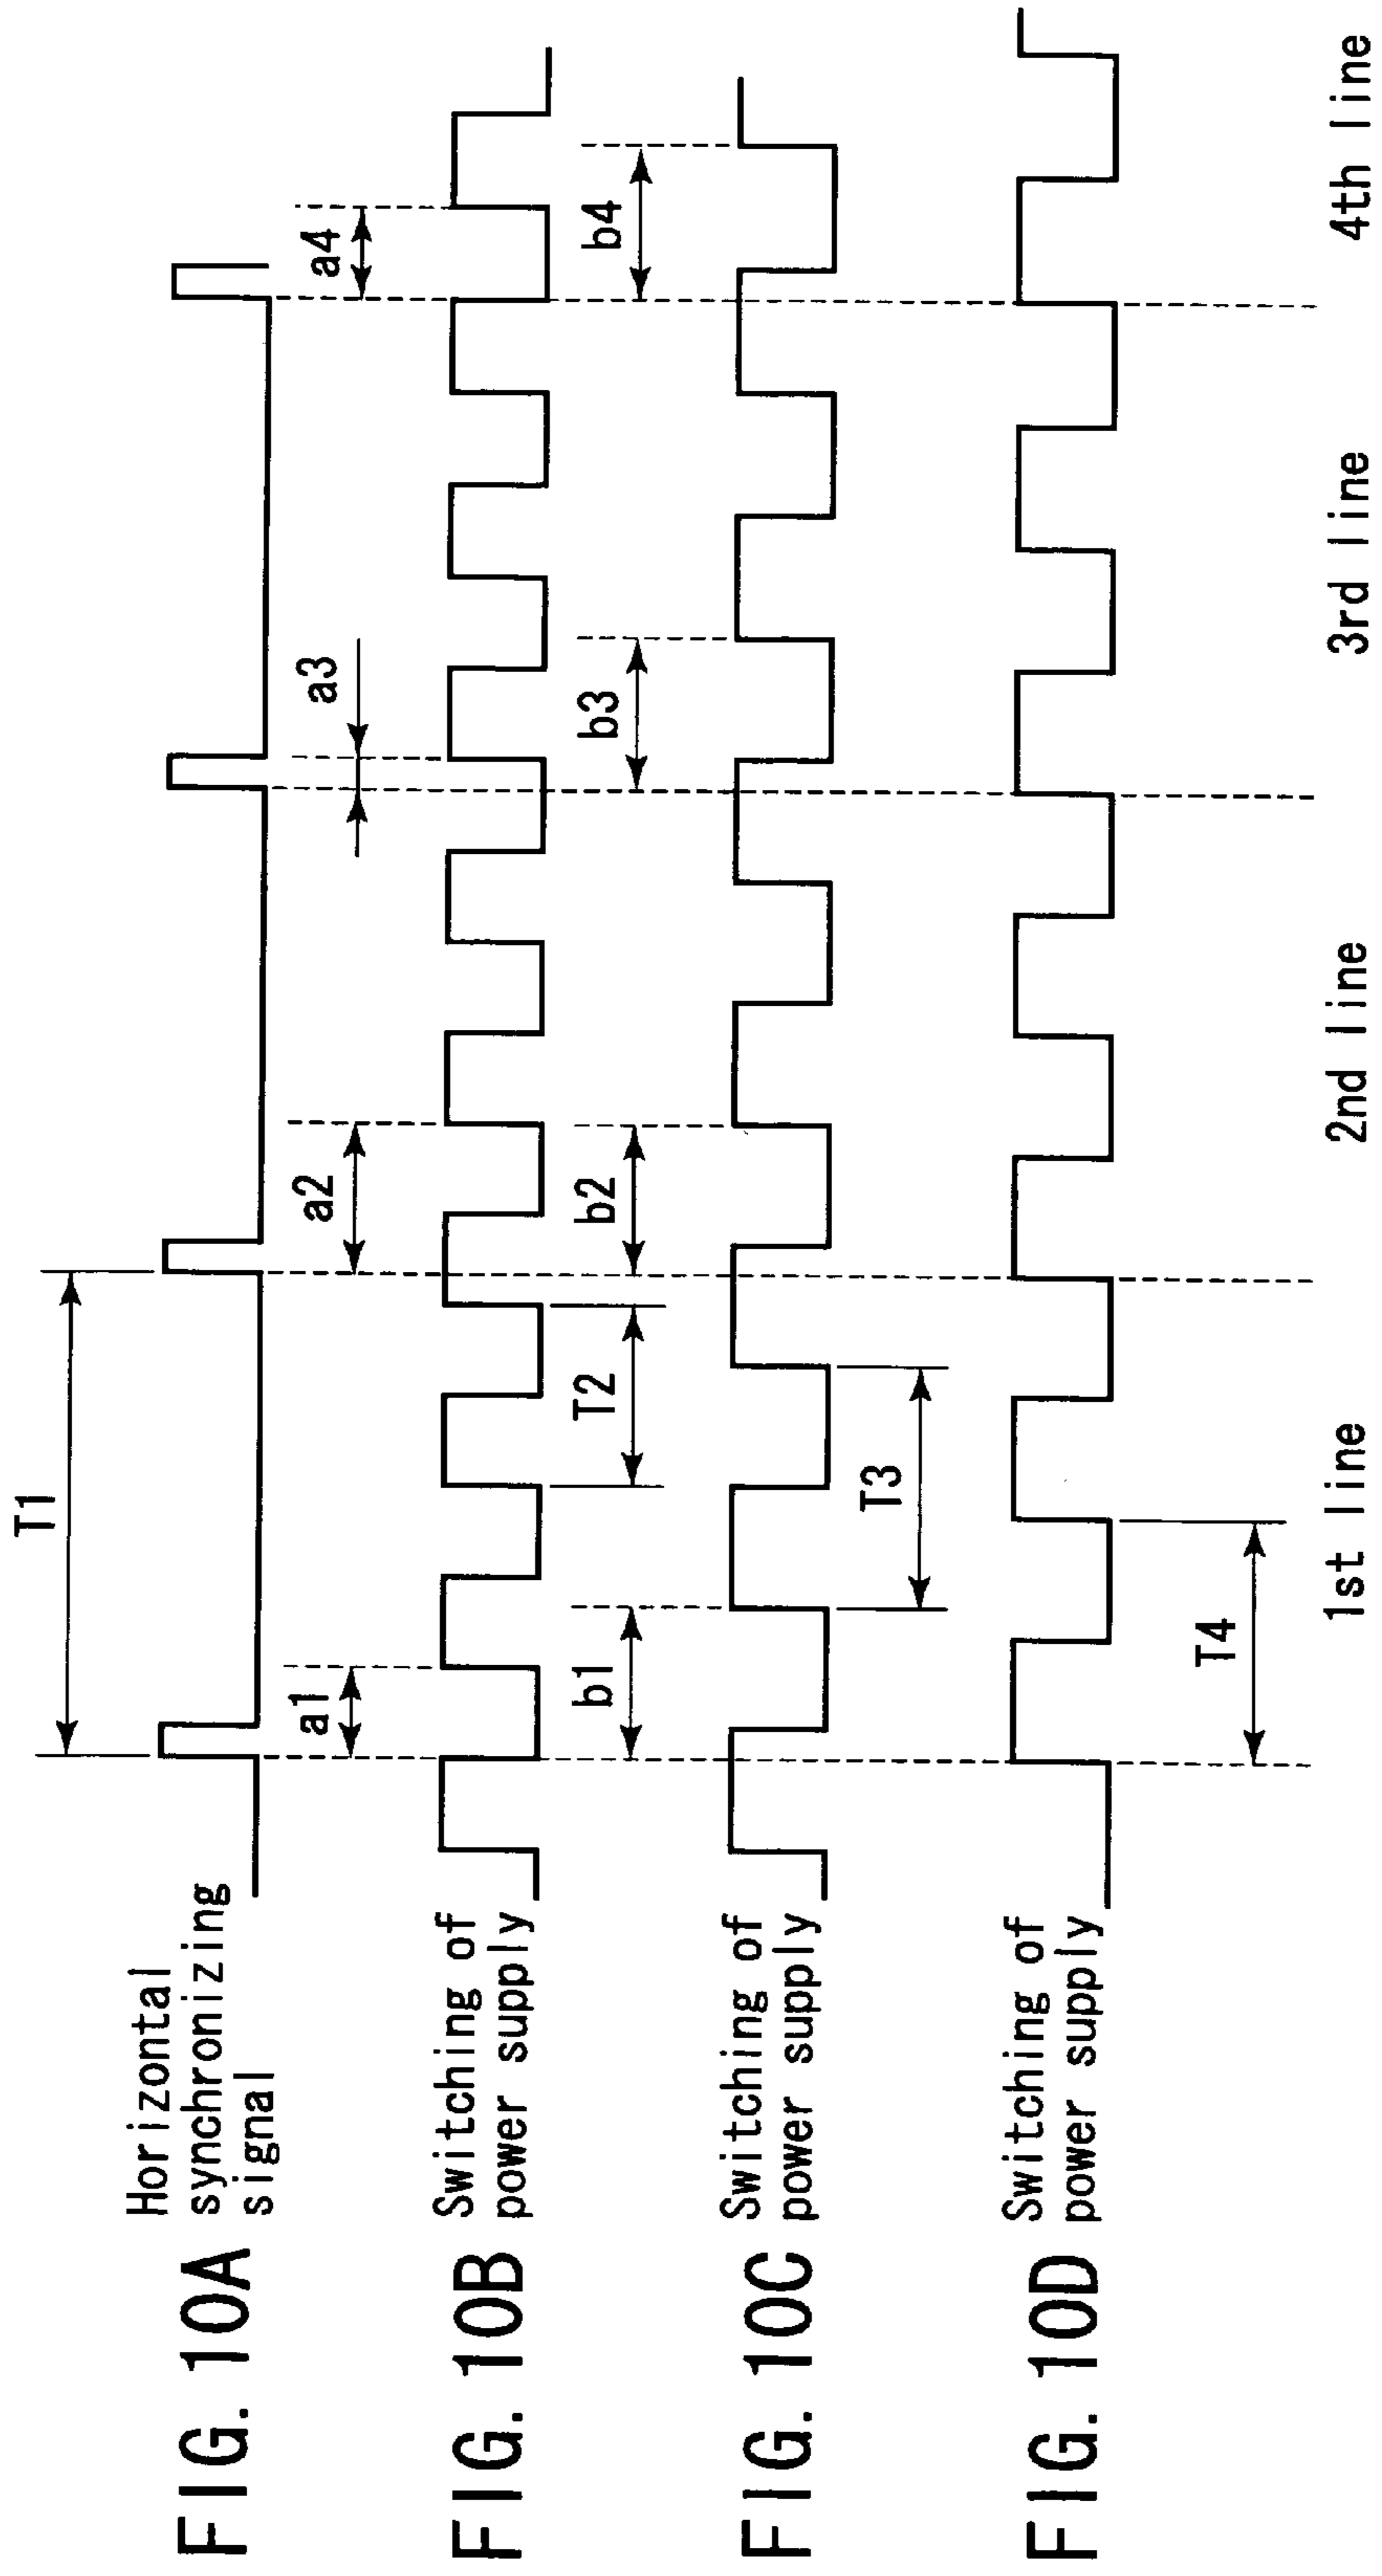 T1
FIG. 10A
Horizontal
synchronizing
signal
a1
a2
a3
a4
FIG. 10B
Switching of
power supply
T2
b1
b2
b3
b4
FIG. 10C
Switching of
power supply
T3
FIG. 10D
Switching of
power supply
T4
1st line
2nd line
3rd line
4th line